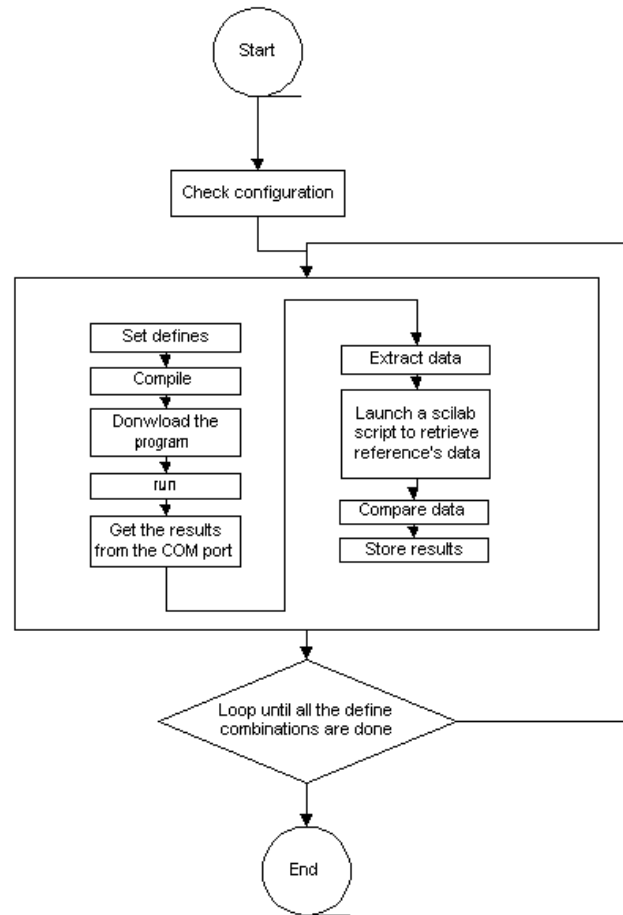 Start
Check configuration
Set defines
Compile
Donwload the
program
run
Get the results
from the COM port
Extract data
Launch a scilab
script to retrieve
reference's data
Compare data
Store results
Loop until all the define
combinations are done
End